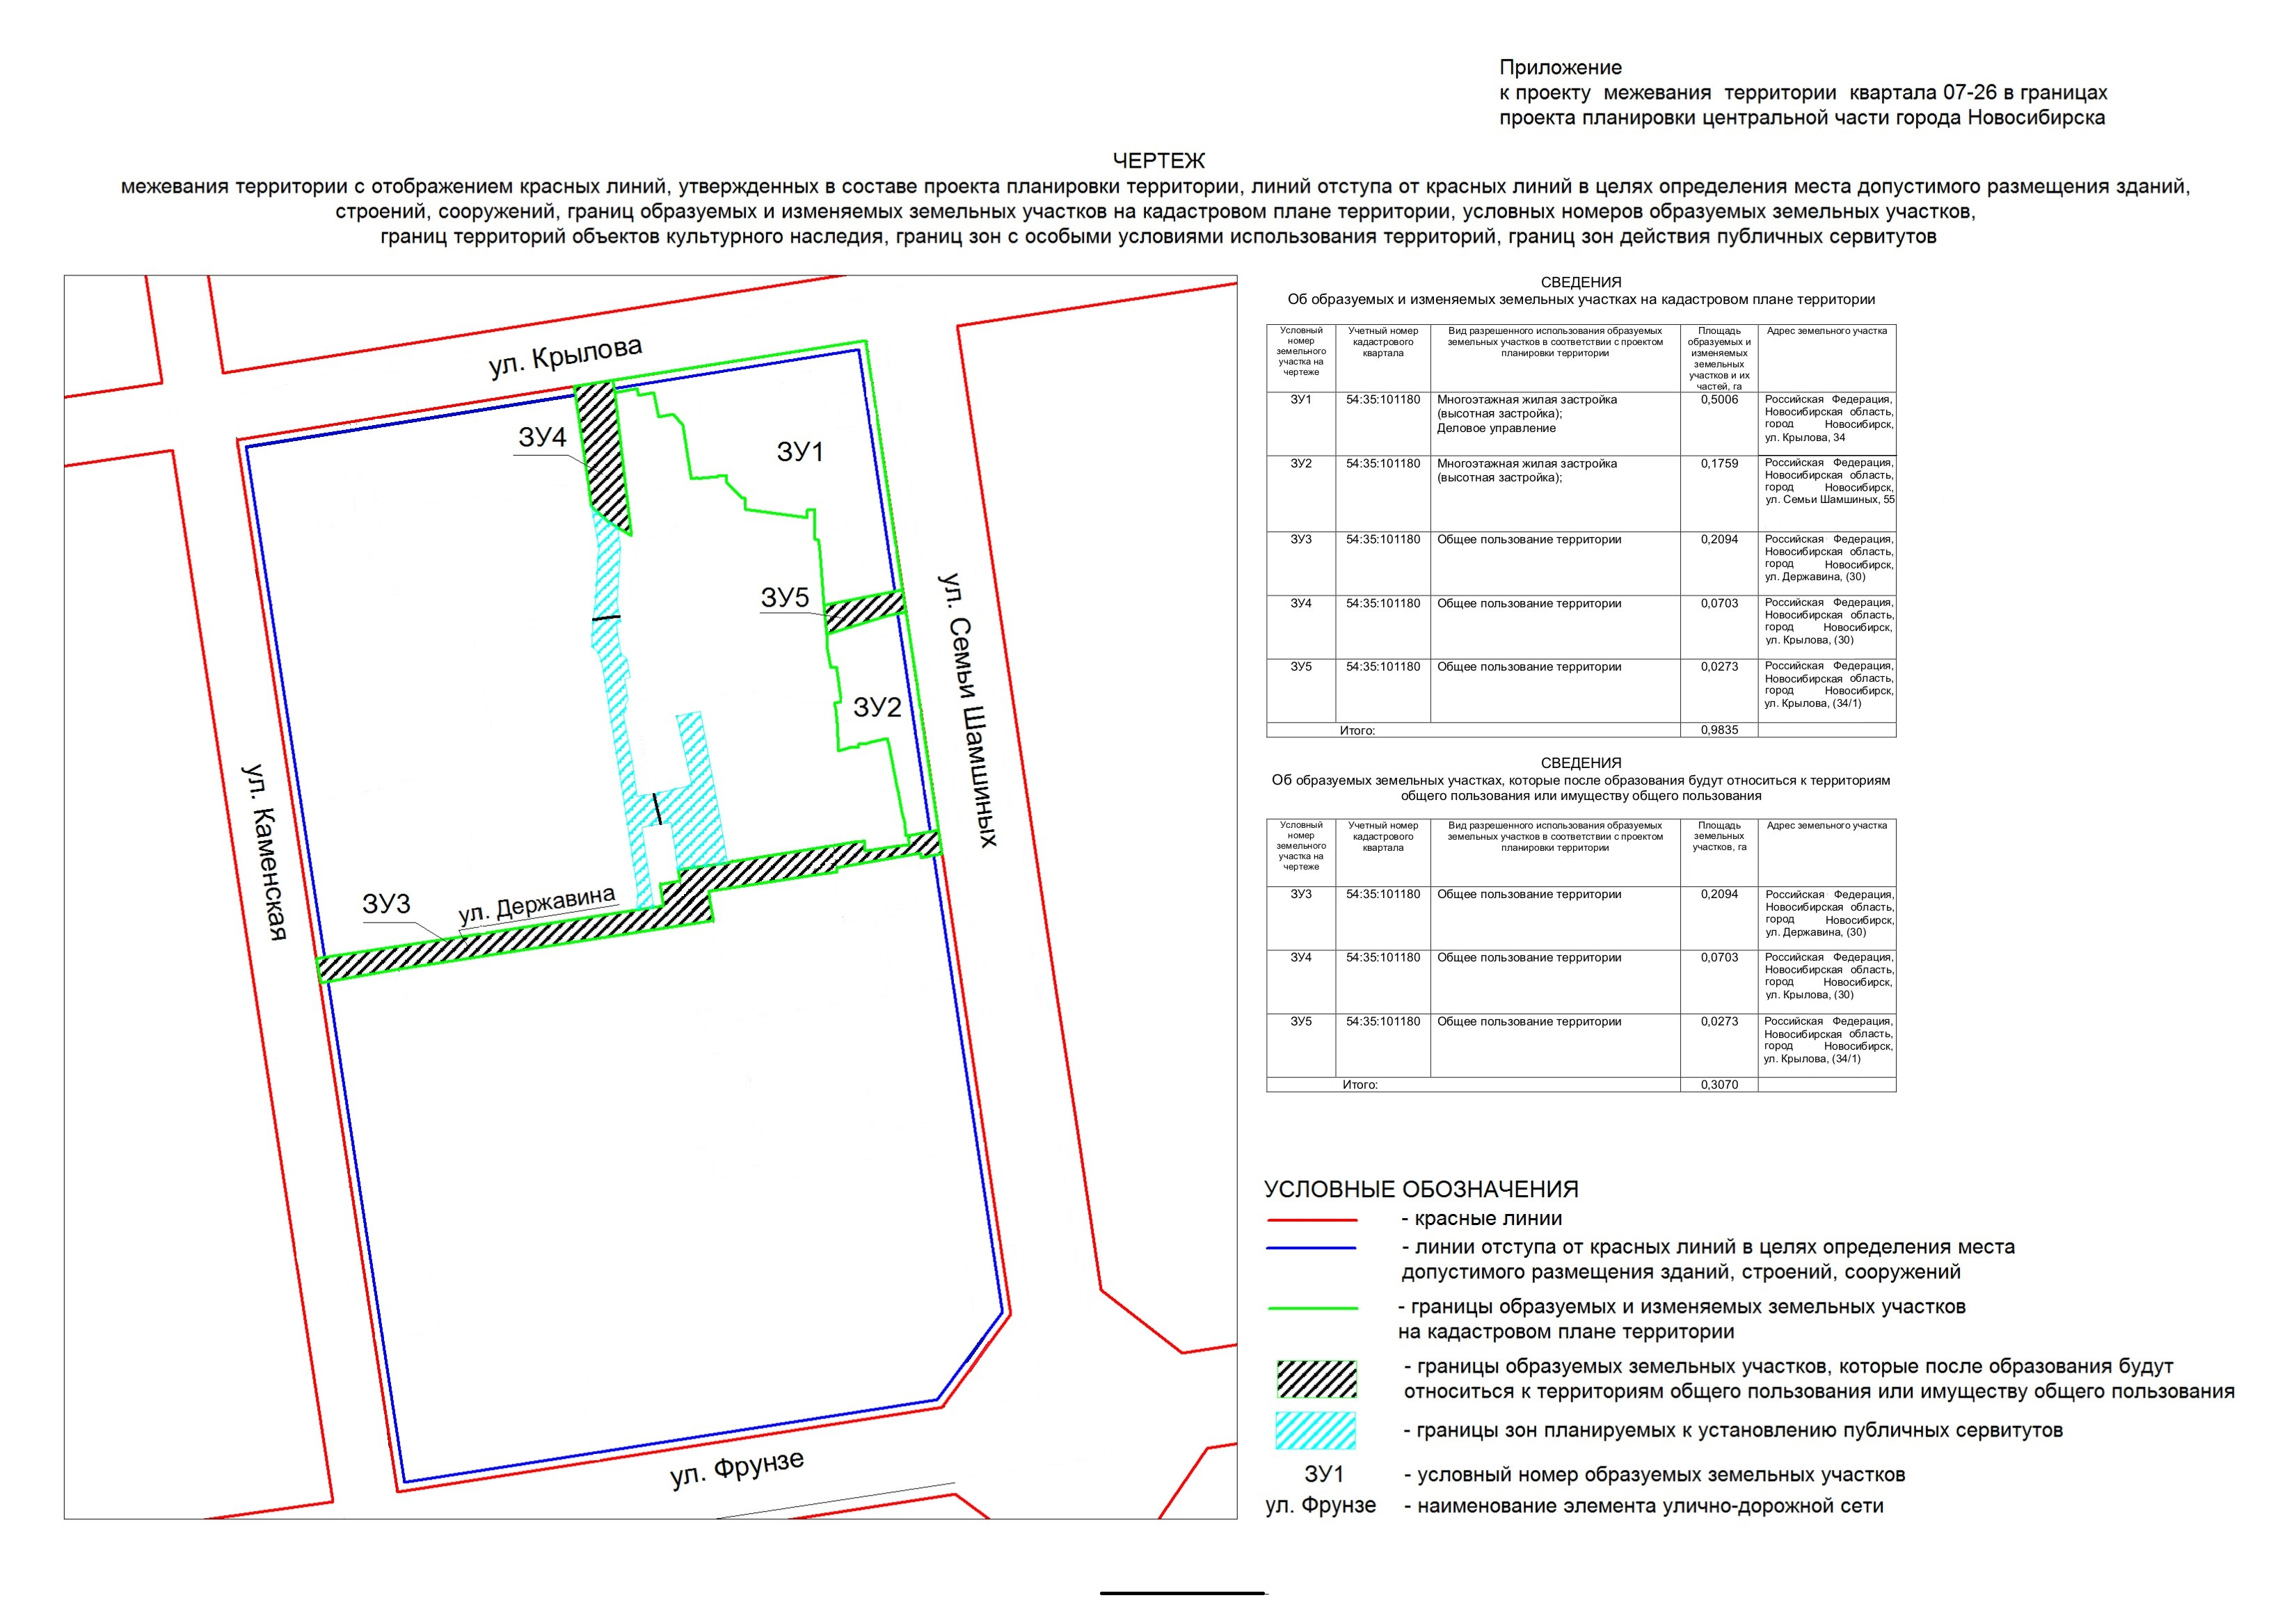 Приложение
к проекту межевания территории квартала 07-26 в границах
проекта планировки центральной части города Новосибирска
ЧЕРТЕЖ
межевания территории с отображением красных линий, утвержденных в составе проекта планировки территории, линий отступа от красных линий в целях определения места допустимого размещения зданий,
строений, сооружений, границ образуемых и изменяемых земельных участков на кадастровом плане территории, условных номеров образуемых земельных участков,
границ территорий объектов культурного наследия, границ зон с особыми условиями использования территорий, границ зон действия публичных сервитутов
ул. Крылова
ЗУ4
ЗУ1
ЗУ5
ул. Семьи Шамшиных
ЗУ2
ул. Каменская
ЗУ3
ул. Державина
ул. Фрунзе
СВЕДЕНИЯ
Об образуемых и изменяемых земельных участках на кадастровом плане территории
Условный
номер
земельного
участка на
чертеже
Учетный номер
кадастрового
квартала
Вид разрешенного использования образуемых
земельных участков в соответствии с проектом
планировки территории
Площадь
образуемых и
изменяемых
земельных
участков и их
частей, га
Адрес земельного участка
ЗУ1
54:35:101180
Многоэтажная жилая застройка
(высотная застройка);
Деловое управление
0,5006
Российская Федерация,
Новосибирская область,
город Новосибирск,
ул. Крылова, 34
ЗУ2
54:35:101180
Многоэтажная жилая застройка
(высотная застройка);
0,1759
Российская Федерация,
Новосибирская область,
город Новосибирск,
ул. Семьи Шамшиных, 55
ЗУ3
54:35:101180
Общее пользование территории
0,2094
Российская Федерация,
Новосибирская область,
город Новосибирск,
ул. Державина, (30)
ЗУ4
54:35:101180
Общее пользование территории
0,0703
Российская Федерация,
Новосибирская область,
город Новосибирск,
ул. Крылова, (30)
ЗУ5
54:35:101180
Общее пользование территории
0,0273
Российская Федерация,
Новосибирская область,
город Новосибирск,
ул. Крылова, (34/1)
Итого:
0,9835
СВЕДЕНИЯ
Об образуемых земельных участках, которые после образования будут относиться к территориям
общего пользования или имуществу общего пользования
Условный
номер
земельного
участка на
чертеже
Учетный номер
кадастрового
квартала
Вид разрешенного использования образуемых
земельных участков в соответствии с проектом
планировки территории
Площадь
земельных
участков, га
Адрес земельного участка
ЗУ3
54:35:101180
Общее пользование территории
0,2094
Российская Федерация,
Новосибирская область,
город Новосибирск,
ул. Державина, (30)
ЗУ4
54:35:101180
Общее пользование территории
0,0703
Российская Федерация,
Новосибирская область,
город Новосибирск,
ул. Крылова, (30)
ЗУ5
54:35:101180
Общее пользование территории
0,0273
Российская Федерация,
Новосибирская область,
город Новосибирск,
ул. Крылова, (34/1)
Итого:
0,3070
УСЛОВНЫЕ ОБОЗНАЧЕНИЯ
- красные линии
- линии отступа от красных линий в целях определения места
допустимого размещения зданий, строений, сооружений
- границы образуемых и изменяемых земельных участков
на кадастровом плане территории
- границы образуемых земельных участков, которые после образования будут
относиться к территориям общего пользования или имуществу общего пользования
- границы зон планируемых к установлению публичных сервитутов
ЗУ1 - условный номер образуемых земельных участков
ул. Фрунзе - наименование элемента улично-дорожной сети